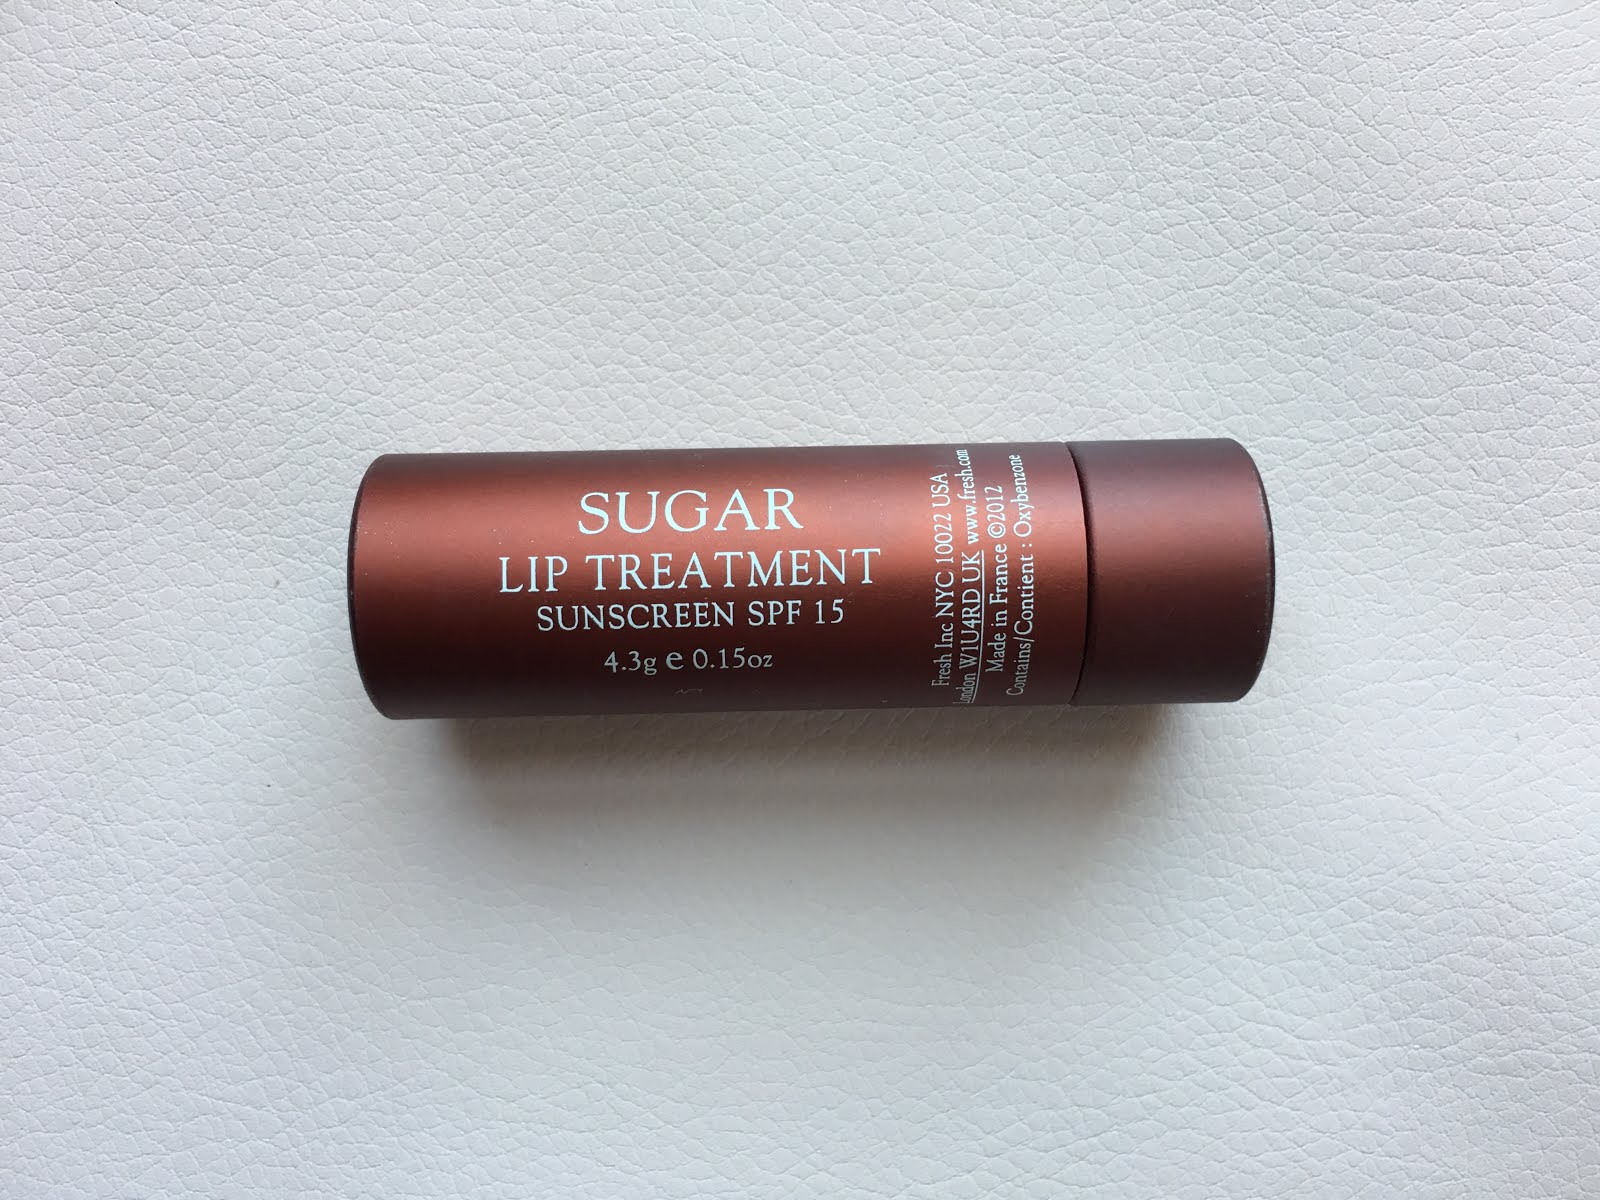 SUGAR
LIP TREATMENT
SUNSCREEN SPF 15
4.3g e 0.15oz
Fresh Inc NYC 10022 USA
London W1U4RD UK www.fresh.com
Made in France ©2012
Contains/Contient : Oxybenzone